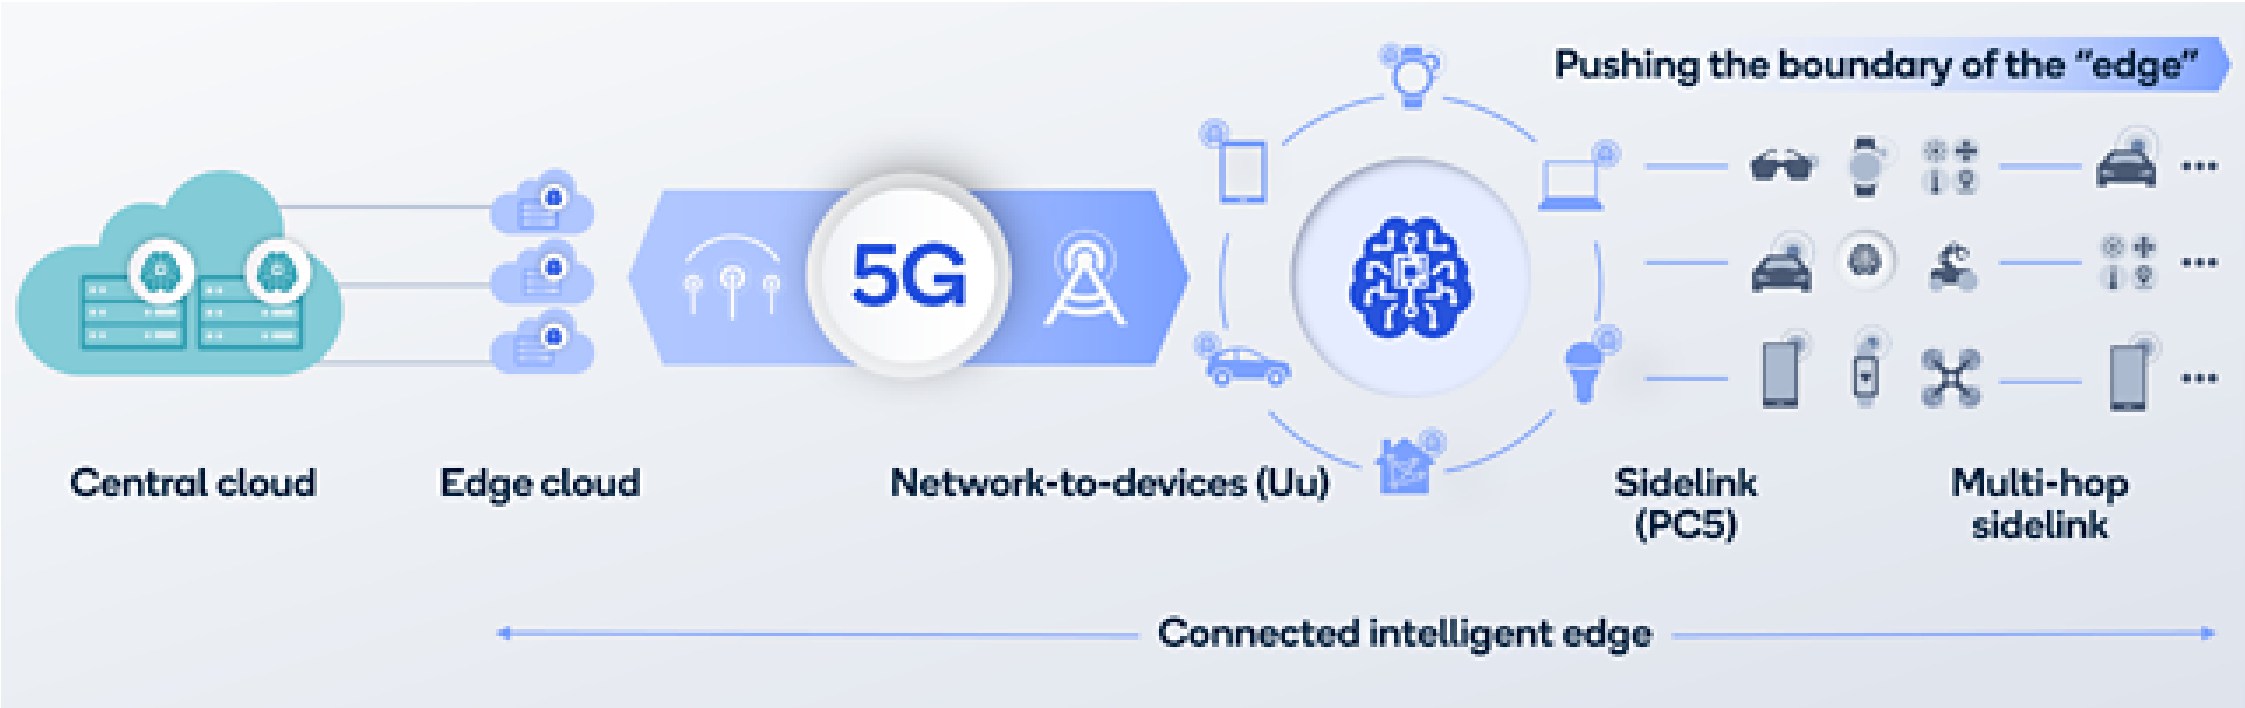 Pushing the boundary of the "edge"
5G
Central cloud
Edge cloud
Network-to-devices (Uu)
Sidelink
(PC5)
Multi-hop
sidelink
Connected intelligent edge